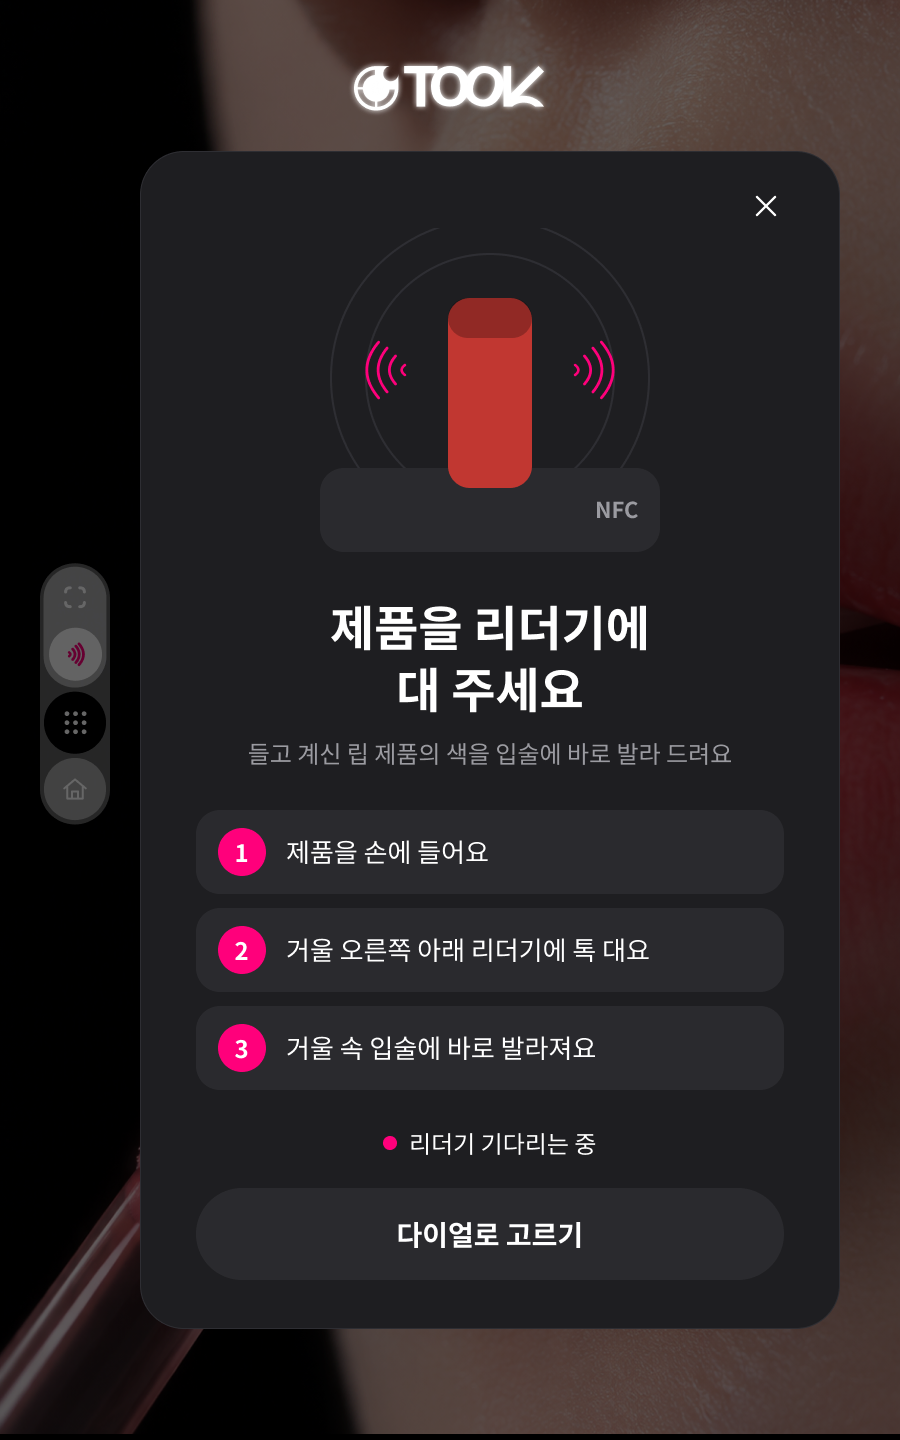 TOOK
NFC
제품을 리더기에
대 주세요
들고 계신 립 제품의 색을 입술에 바로 발라 드려요
1 제품을 손에 들어요
2 거울 오른쪽 아래 리더기에 톡 대요
3 거울 속 입술에 바로 발라져요
리더기 기다리는 중
다이얼로 고르기